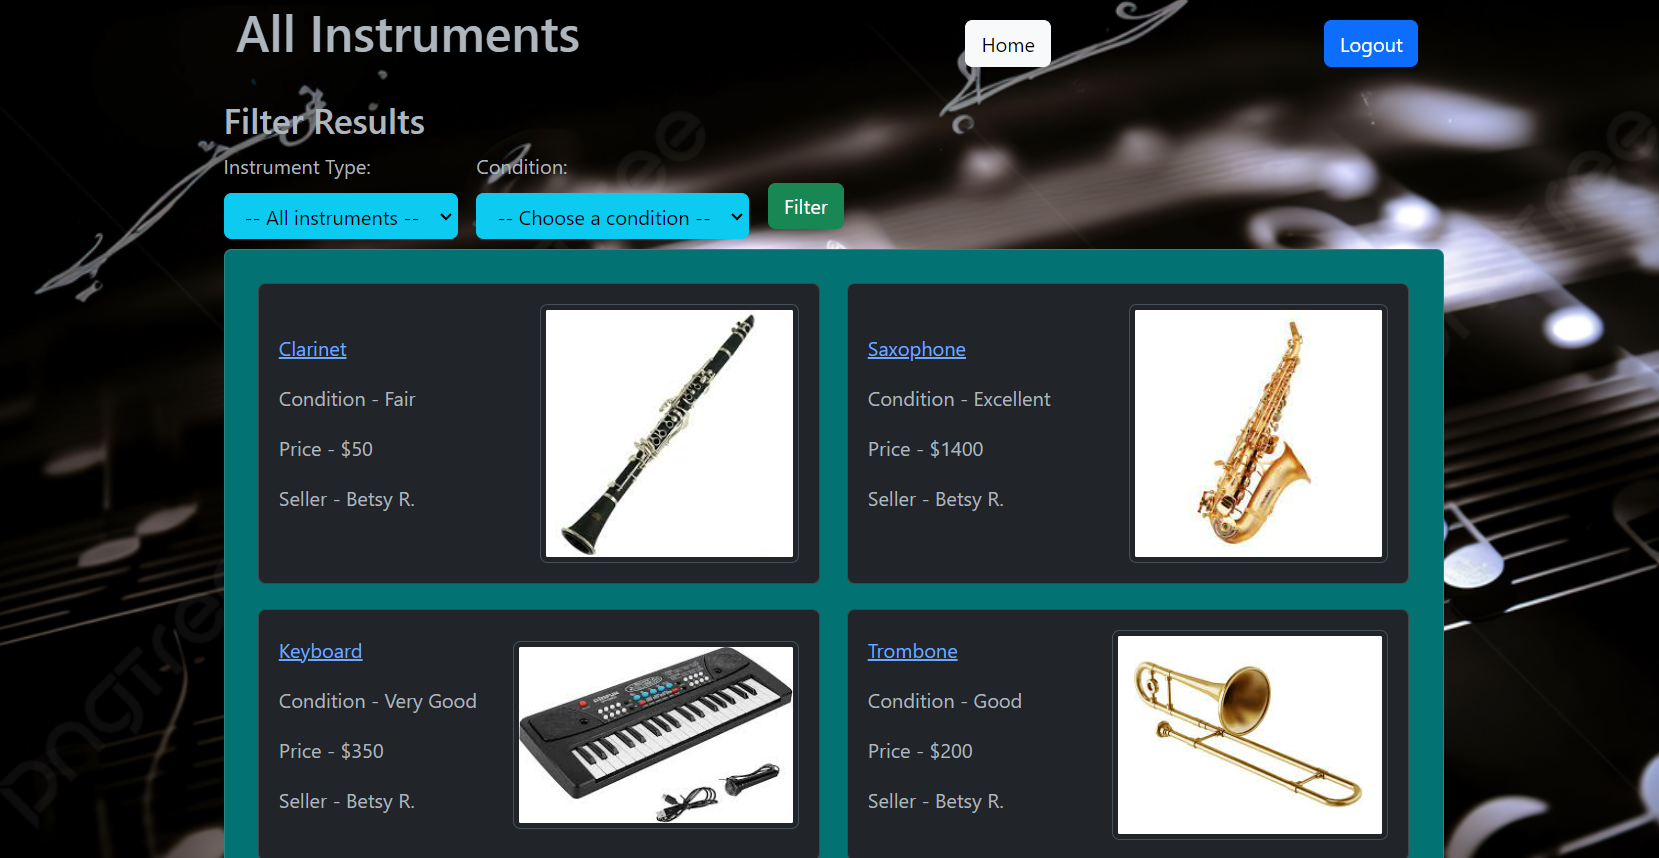 All Instruments
Home
Logout
Filter Results
Instrument Type:
Condition:
-- All instruments --
-- Choose a condition --
Filter
Clarinet
Condition - Fair
Price - $50
Seller - Betsy R.
Saxophone
Condition - Excellent
Price - $1400
Seller - Betsy R.
Keyboard
Condition - Very Good
Price - $350
Seller - Betsy R.
Trombone
Condition - Good
Price - $200
Seller - Betsy R.
pngtree